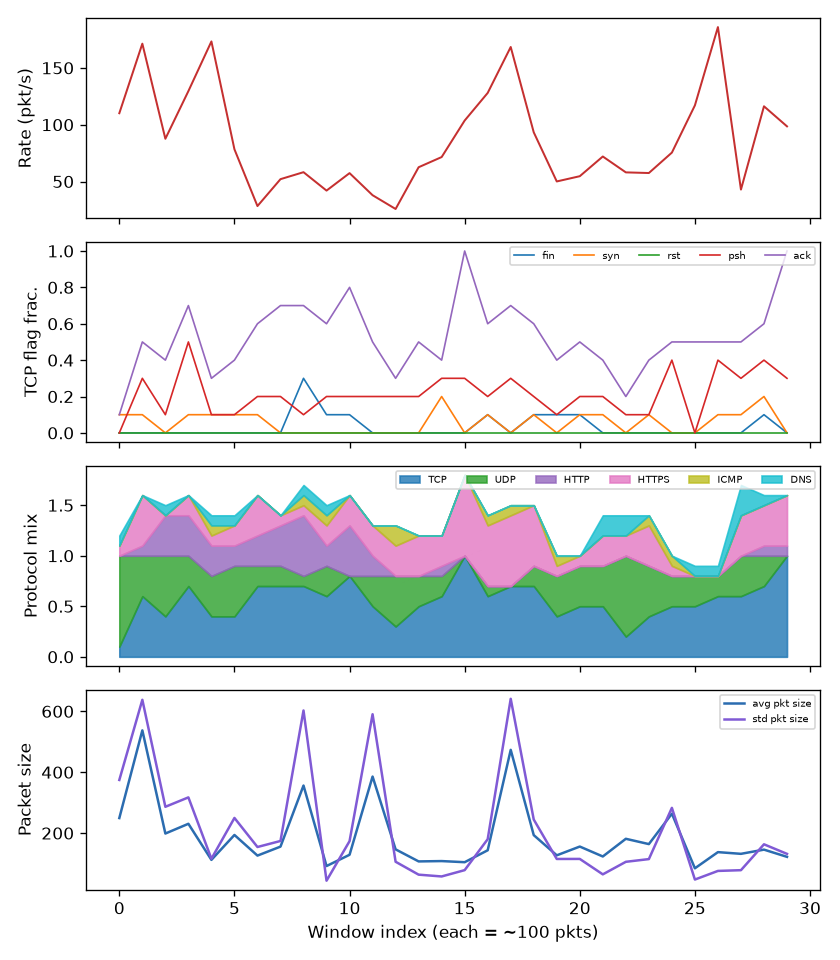 Rate (pkt/s)
150
100
50
TCP flag frac.
1.0
0.8
0.6
0.4
0.2
0.0
fin syn rst psh ack
Protocol mix
1.5
1.0
0.5
0.0
TCP UDP HTTP HTTPS ICMP DNS
Packet size
600
400
200
avg pkt size
std pkt size
0 5 10 15 20 25 30
Window index (each = ~100 pkts)